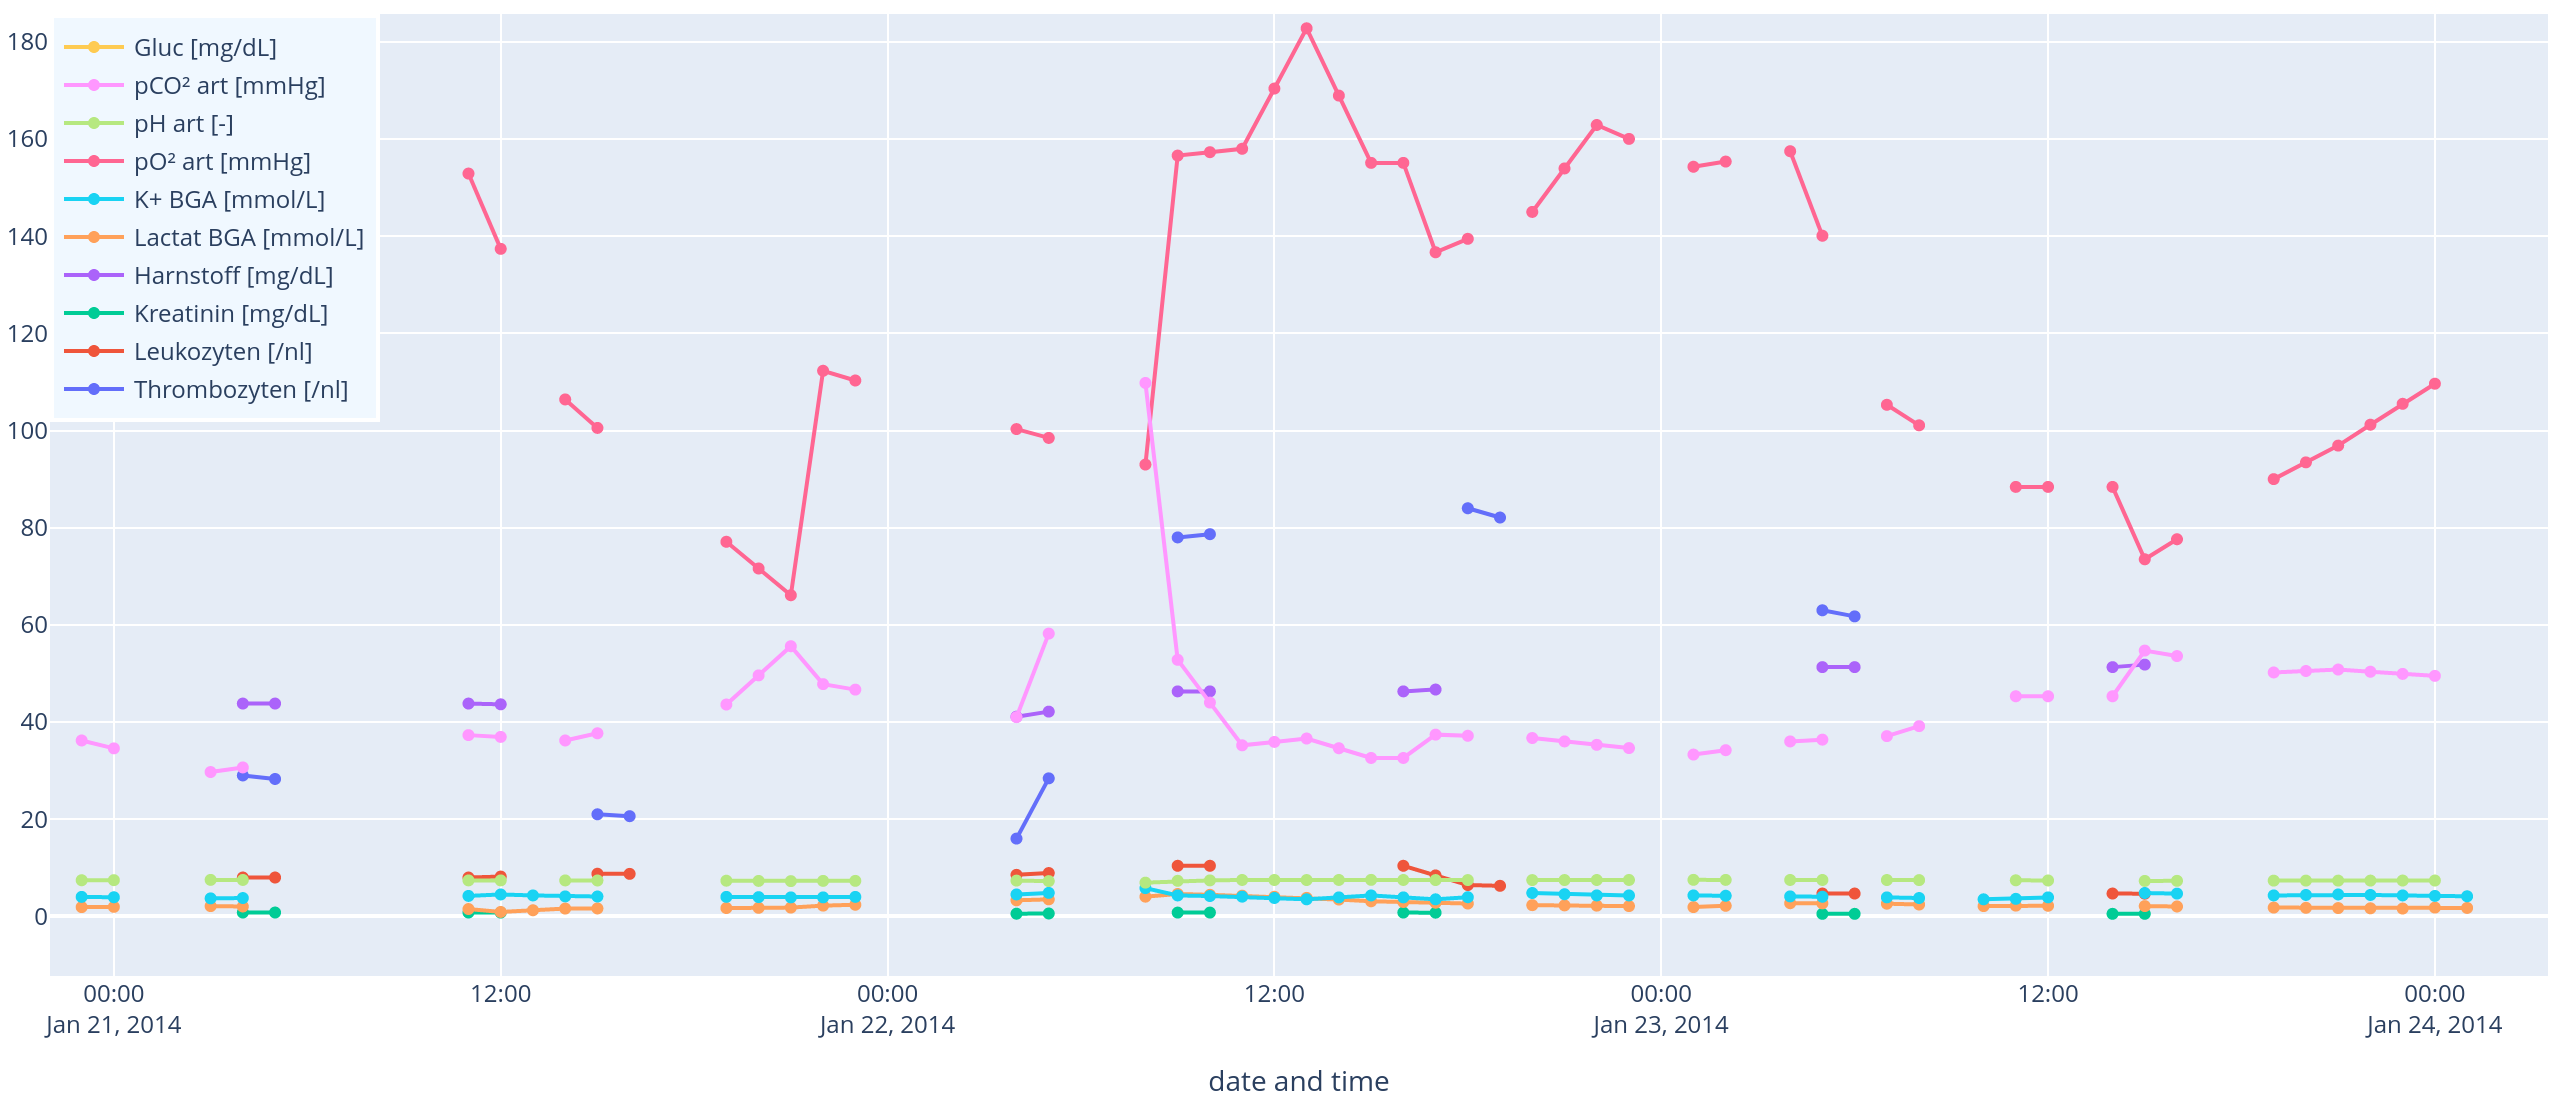 Gluc [mg/dL]
pCO² art [mmHg]
pH art [-]
pO² art [mmHg]
K+ BGA [mmol/L]
Lactat BGA [mmol/L]
Harnstoff [mg/dL]
Kreatinin [mg/dL]
Leukozyten [/nl]
Thrombozyten [/nl]
180
160
140
120
100
80
60
40
20
0
00:00 12:00 00:00 12:00 00:00 12:00 00:00
Jan 21, 2014 Jan 22, 2014 Jan 23, 2014 Jan 24, 2014
date and time